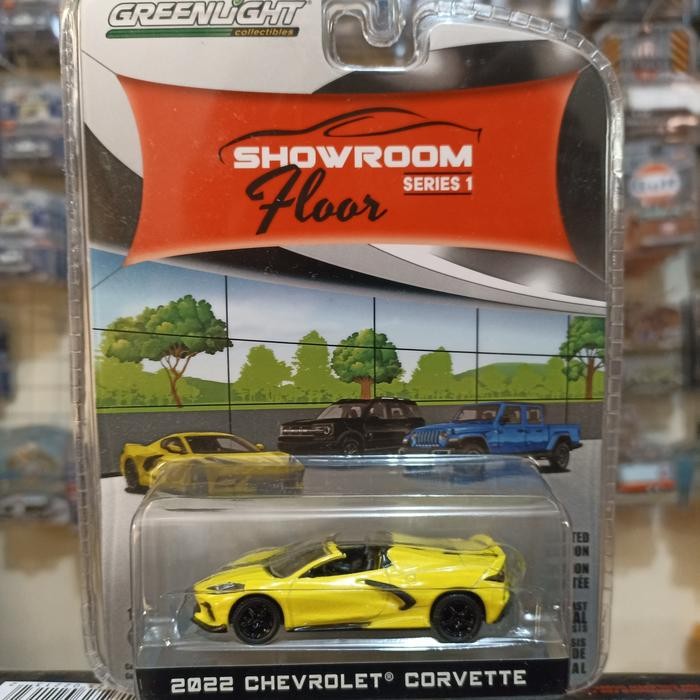 GREENLIGHT
collectibles
SHOWROOM
Floor
SERIES 1
2022 CHEVROLET® CORVETTE